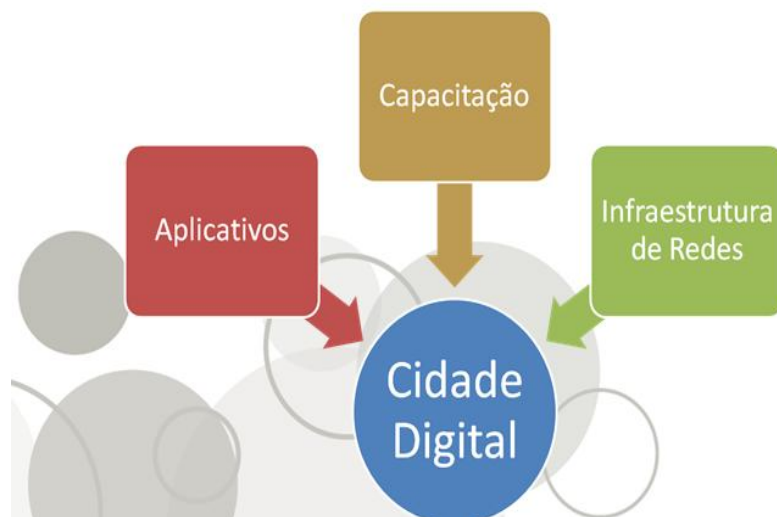 Capacitação
Aplicativos
Infraestrutura
de Redes
Cidade
Digital